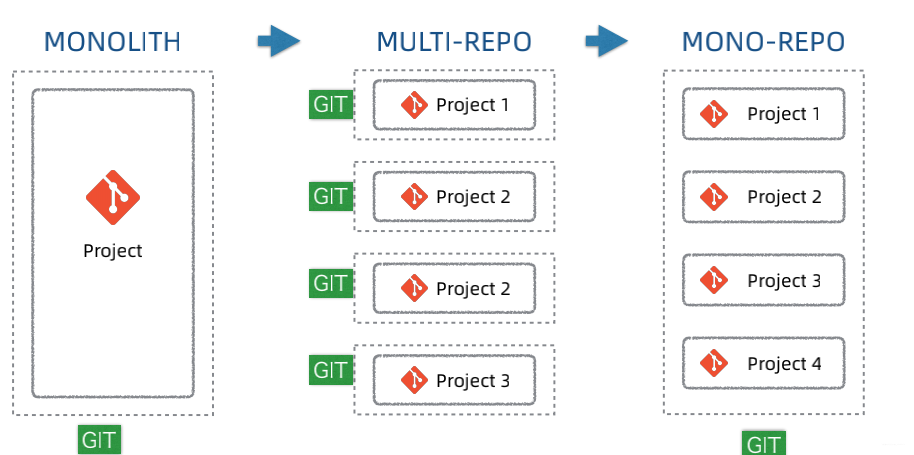 MONOLITH
Project
GIT
MULTI-REPO
GIT
Project 1
GIT
Project 2
GIT
Project 2
GIT
Project 3
MONO-REPO
Project 1
Project 2
Project 3
Project 4
GIT